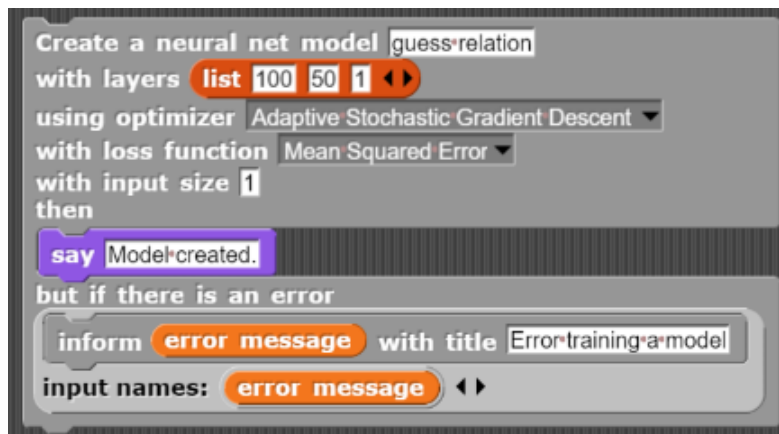 Create a neural net model guess relation
with layers list 100 50 1
using optimizer Adaptive Stochastic Gradient Descent
with loss function Mean Squared Error
with input size 1
then
say Model created.
but if there is an error
inform error message with title Error training a model
input names: error message